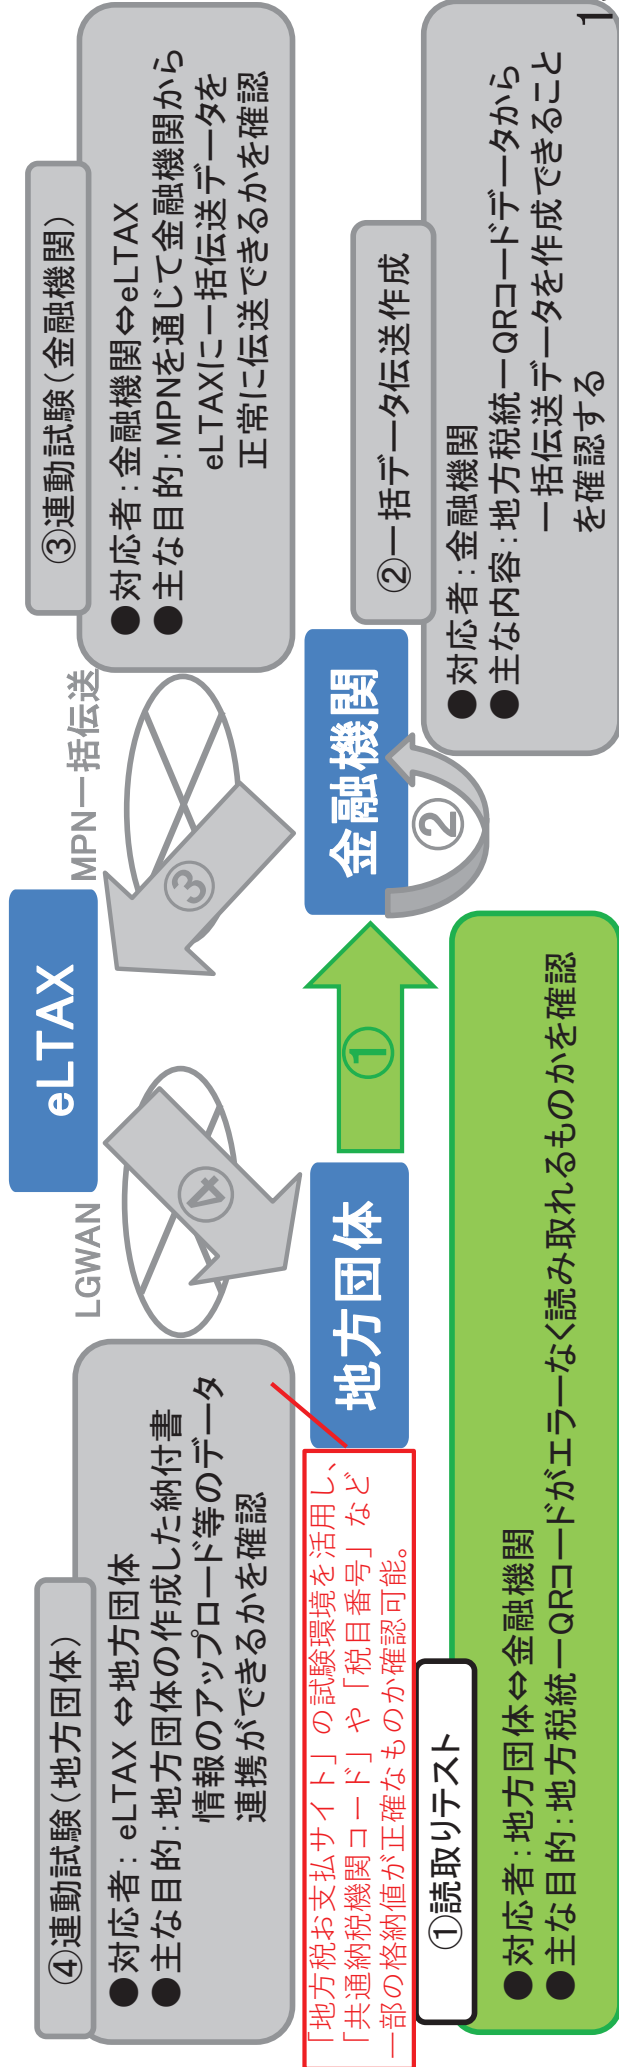 ④連動試験(地方団体)
●対応者：eLTAX ⇔地方団体
●主な目的：地方団体の作成した納付書
情報のアップロード等のデータ
連携ができるかを確認
LGWAN
eLTAX
MPN一括伝送
③連動試験(金融機関)
●対応者：金融機関⇔eLTAX
●主な目的：MPNを通じて金融機関から
eLTAXに一括伝送データを
正常に伝送できるかを確認
④
③
「地方税お支払サイト」の試験環境を活用し、
「共通納税機関コード」や「税目番号」など
一部の格納値が正確なものか確認可能。
地方団体
①
金融機関
②
①読取りテスト
●対応者：地方団体⇔金融機関
●主な目的：地方税統一QRコードがエラーなく読み取れるものかを確認
②一括データ伝送作成
●対応者：金融機関
●主な内容：地方税統一QRコードデータから
一括伝送データを作成できること
を確認する
1